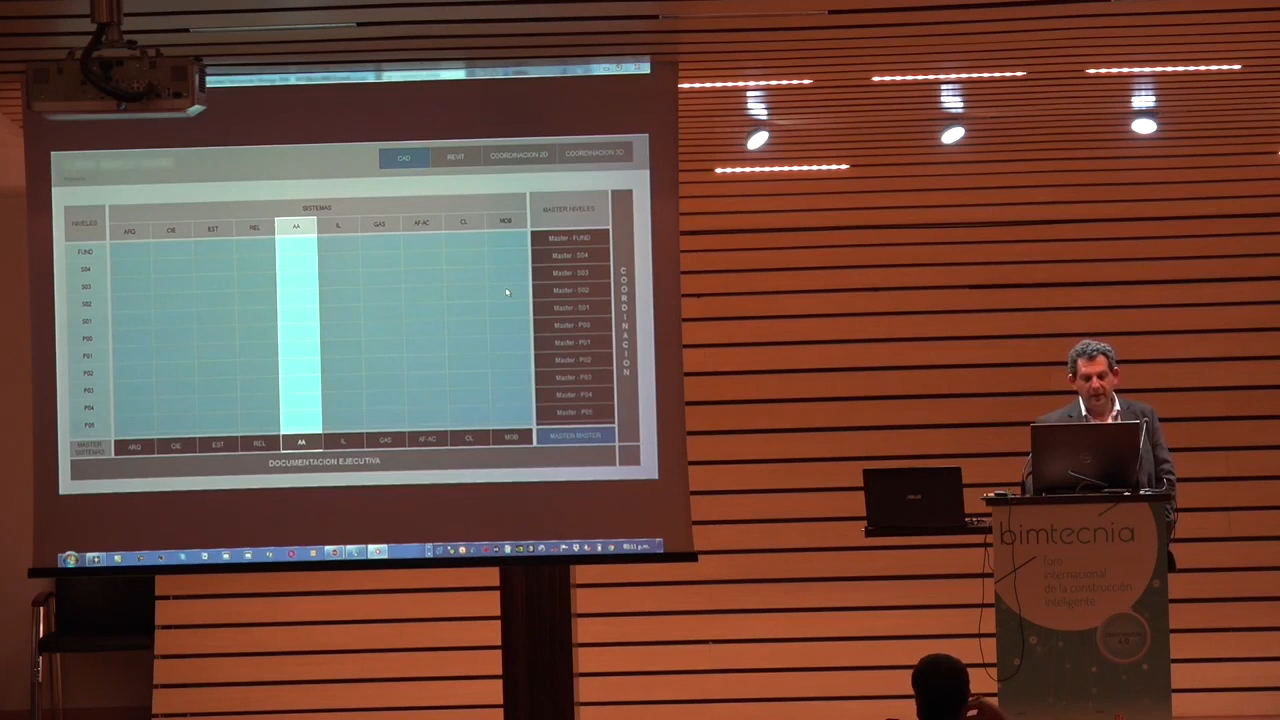 CAD REVIT COORDINACION 2D COORDINACION 3D
NIVELES SISTEMAS MASTER NIVELES
ARQ CIE EST REL AA IL GAS AF-AC CL MOB
FUND Master - FUND
S04 Master - S04
S03 Master - S03
S02 Master - S02
S01 Master - S01
P00 Master - P00
P01 Master - P01
P02 Master - P02
P03 Master - P03
P04 Master - P04
P05 Master - P05
COORDINACION
MASTER SISTEMAS ARQ CIE EST REL AA IL GAS AF-AC CL MOB MASTER MASTER
DOCUMENTACION EJECUTIVA
bimtecnia
foro
internacional
de la construcción
inteligente